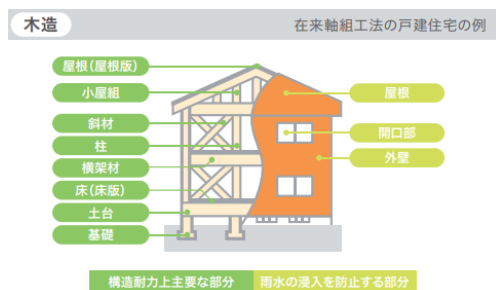 木造
在来軸組工法の戸建住宅の例
屋根(屋根版)
小屋組
斜材
柱
横架材
床(床版)
土台
基礎
屋根
開口部
外壁
構造耐力上主要な部分
雨水の浸入を防止する部分